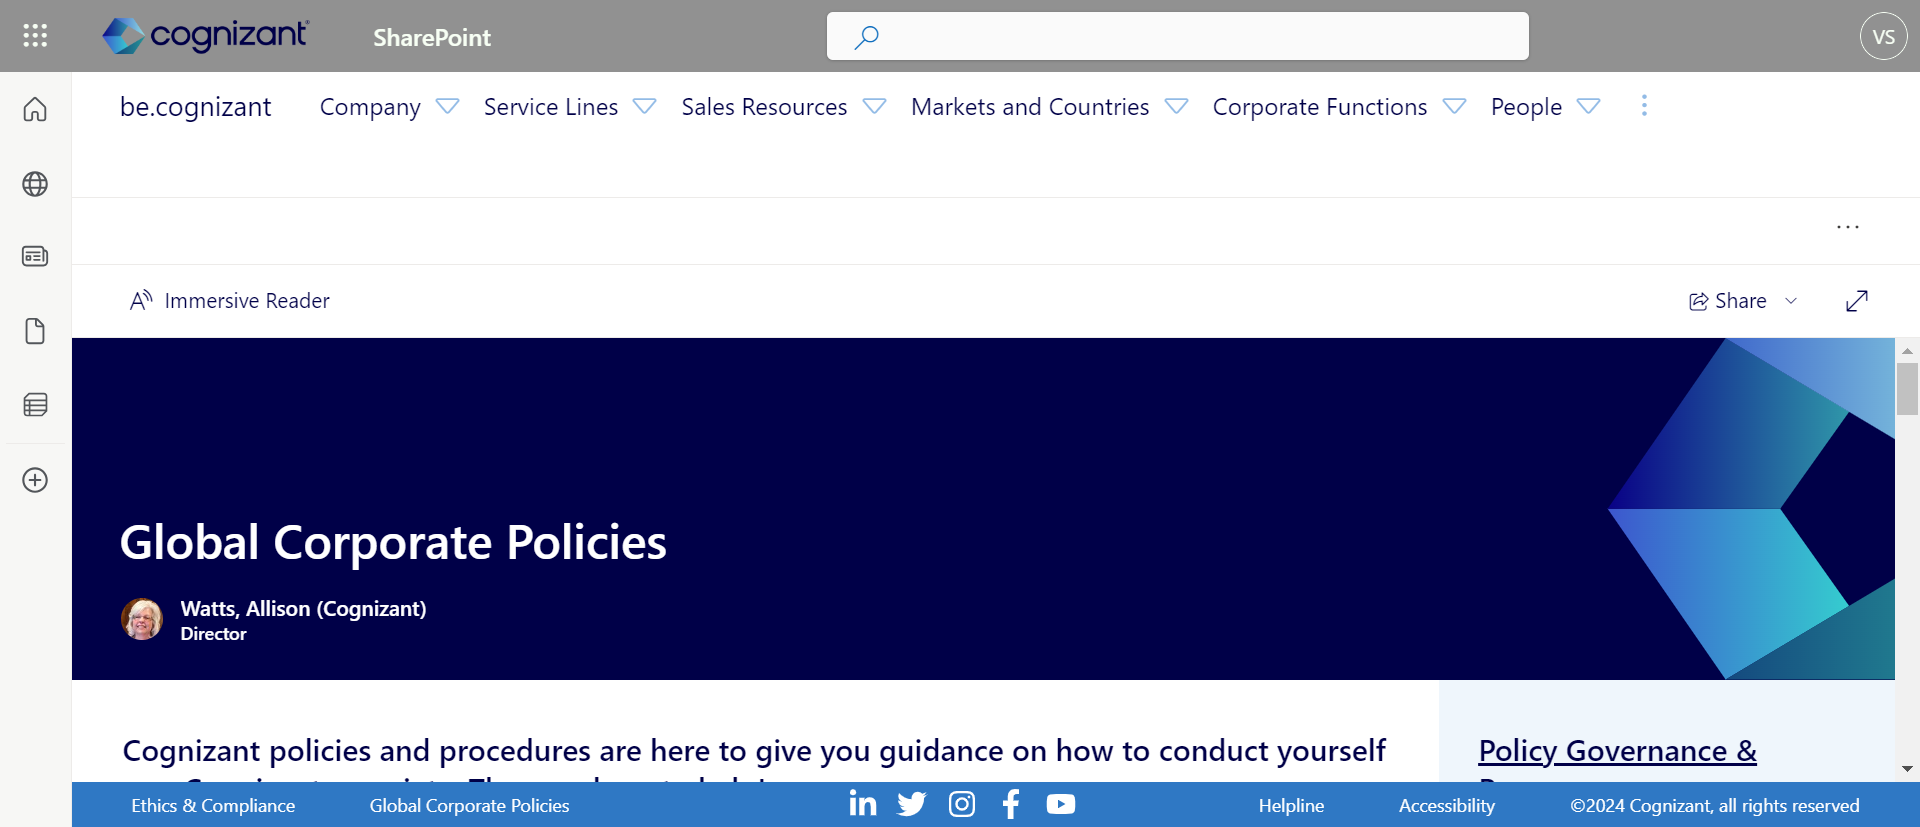 cognizant
SharePoint
VS
be.cognizant
Company
Service Lines
Sales Resources
Markets and Countries
Corporate Functions
People
Immersive Reader
Share
Global Corporate Policies
Watts, Allison (Cognizant)
Director
Cognizant policies and procedures are here to give you guidance on how to conduct yourself
Policy Governance &
Ethics & Compliance
Global Corporate Policies
Helpline
Accessibility
©2024 Cognizant, all rights reserved